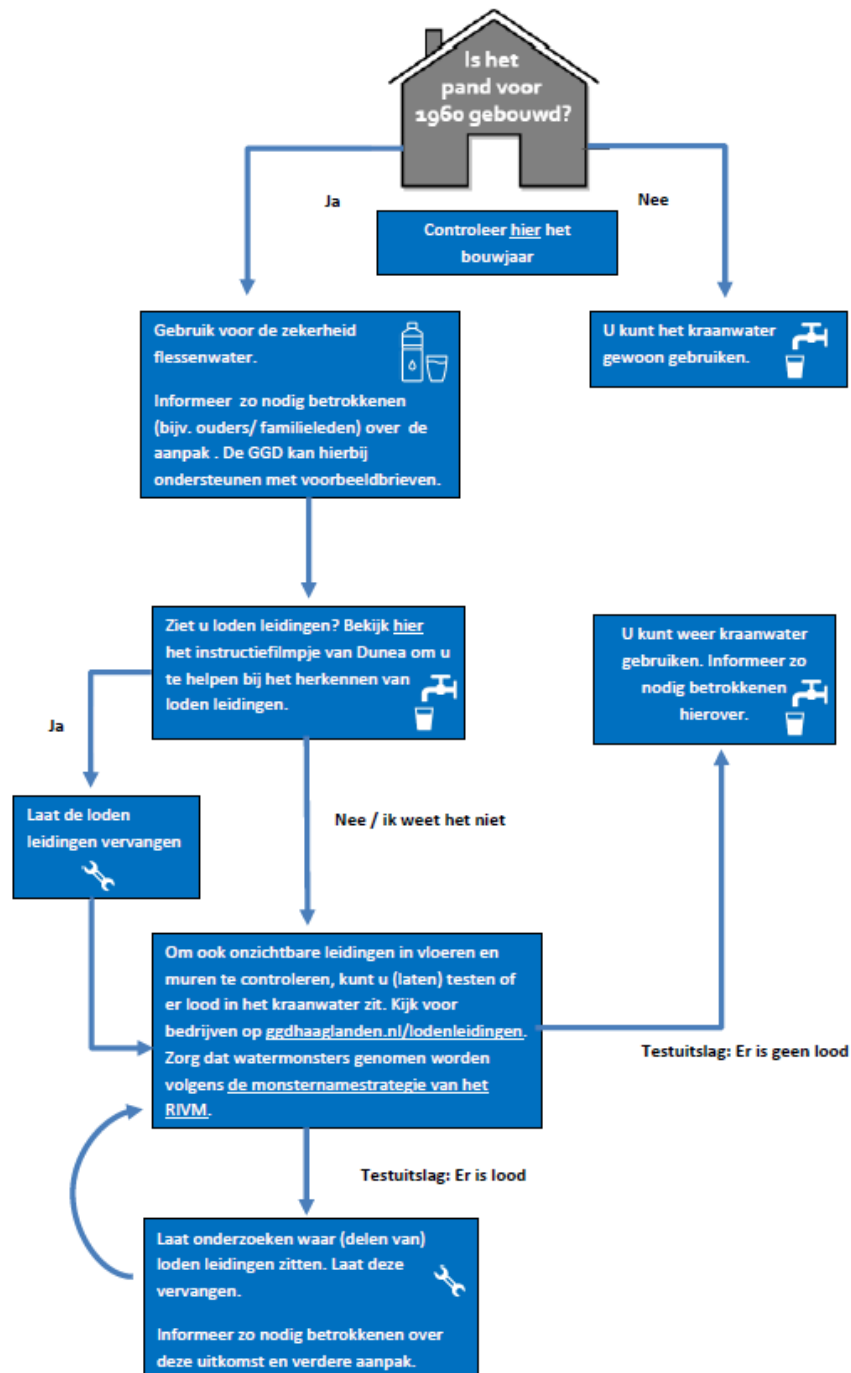 Is het
pand voor
1960 gebouwd?
Ja
Nee
Controleer hier het
bouwjaar
Gebruik voor de zekerheid
flessenwater.
Informeer zo nodig betrokkenen
(bijv. ouders/ familieleden) over de
aanpak . De GGD kan hierbij
ondersteunen met voorbeeldbrieven.
U kunt het kraanwater
gewoon gebruiken.
Ziet u loden leidingen? Bekijk hier
het instructiefilmpje van Dunea om u
te helpen bij het herkennen van
loden leidingen.
U kunt weer kraanwater
gebruiken. Informeer zo
nodig betrokkenen
hierover.
Ja
Laat de loden
leidingen vervangen
Nee / ik weet het niet
Om ook onzichtbare leidingen in vloeren en
muren te controleren, kunt u (laten) testen of
er lood in het kraanwater zit. Kijk voor
bedrijven op ggdhaaglanden.nl/lodenleidingen.
Zorg dat watermonsters genomen worden
volgens de monsternamestrategie van het
RIVM.
Testuitslag: Er is geen lood
Testuitslag: Er is lood
Laat onderzoeken waar (delen van)
loden leidingen zitten. Laat deze
vervangen.
Informeer zo nodig betrokkenen over
deze uitkomst en verdere aanpak.